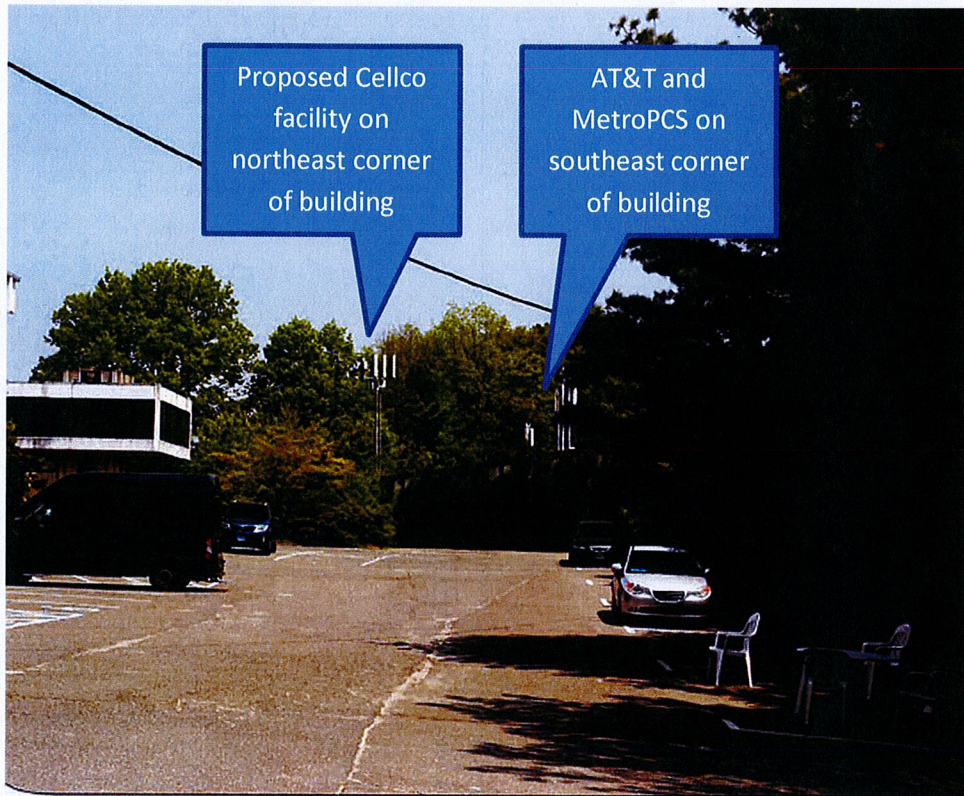 Proposed Cellco
facility on
northeast corner
of building
AT&T and
MetroPCS on
southeast corner
of building